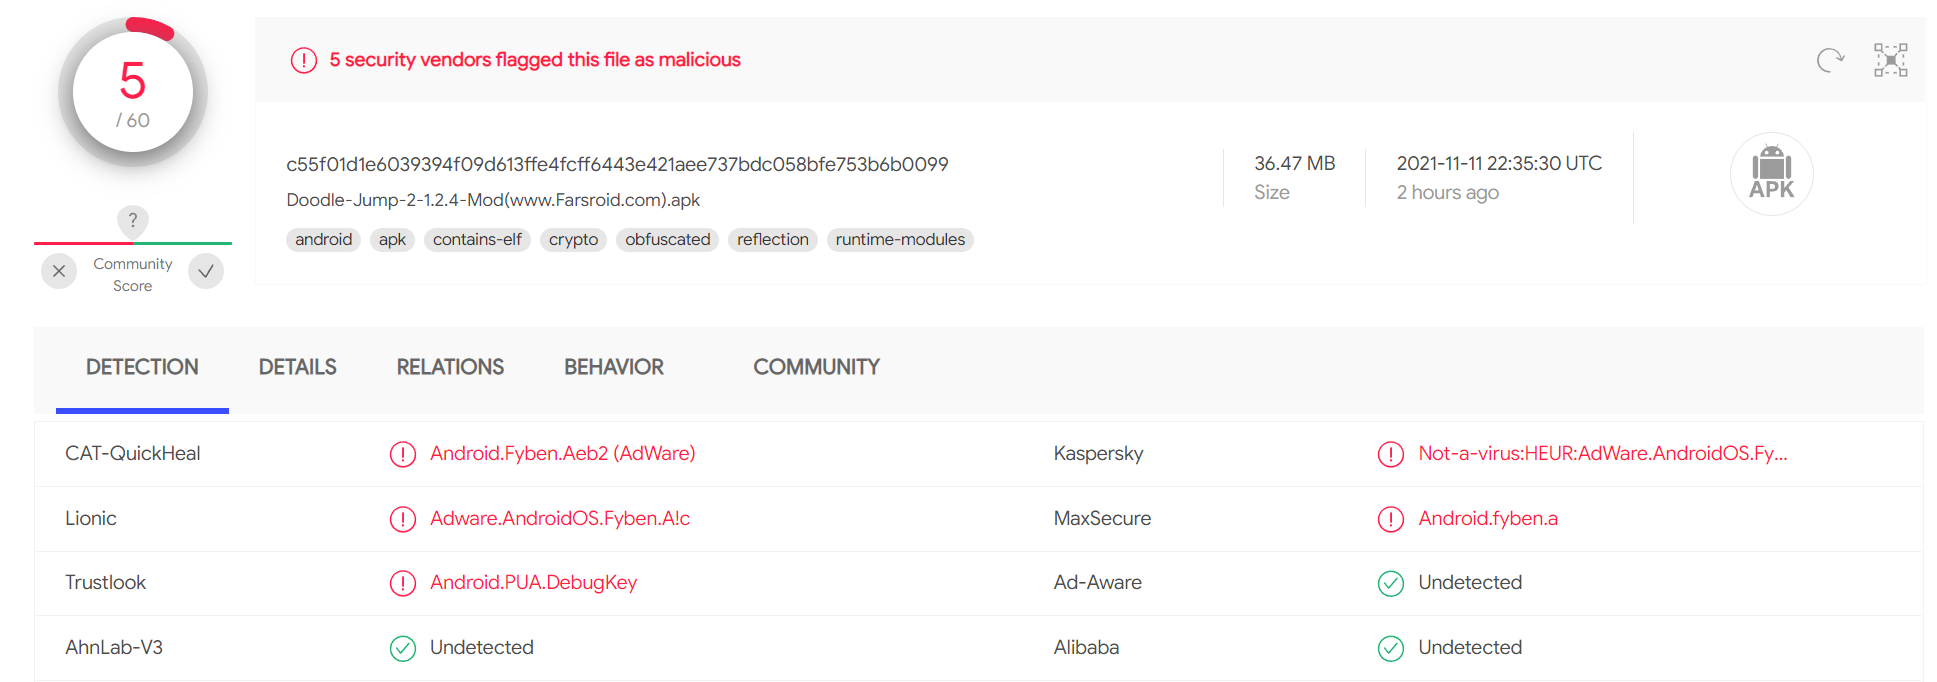 5
/ 60
?
Community
Score
5 security vendors flagged this file as malicious
c55f01d1e6039394f09d613ffe4fcff6443e421aee737bdc058bfe753b6b0099
Doodle-Jump-2-1.2.4-Mod(www.Farsroid.com).apk
android apk contains-elf crypto obfuscated reflection runtime-modules
36.47 MB
Size
2021-11-11 22:35:30 UTC
2 hours ago
APK
DETECTION DETAILS RELATIONS BEHAVIOR COMMUNITY
CAT-QuickHeal Android.Fyben.Aeb2 (AdWare) Kaspersky Not-a-virus:HEUR:AdWare.AndroidOS.Fy...
Lionic Adware.AndroidOS.Fyben.A!c MaxSecure Android.fyben.a
Trustlook Android.PUA.DebugKey Ad-Aware Undetected
AhnLab-V3 Undetected Alibaba Undetected